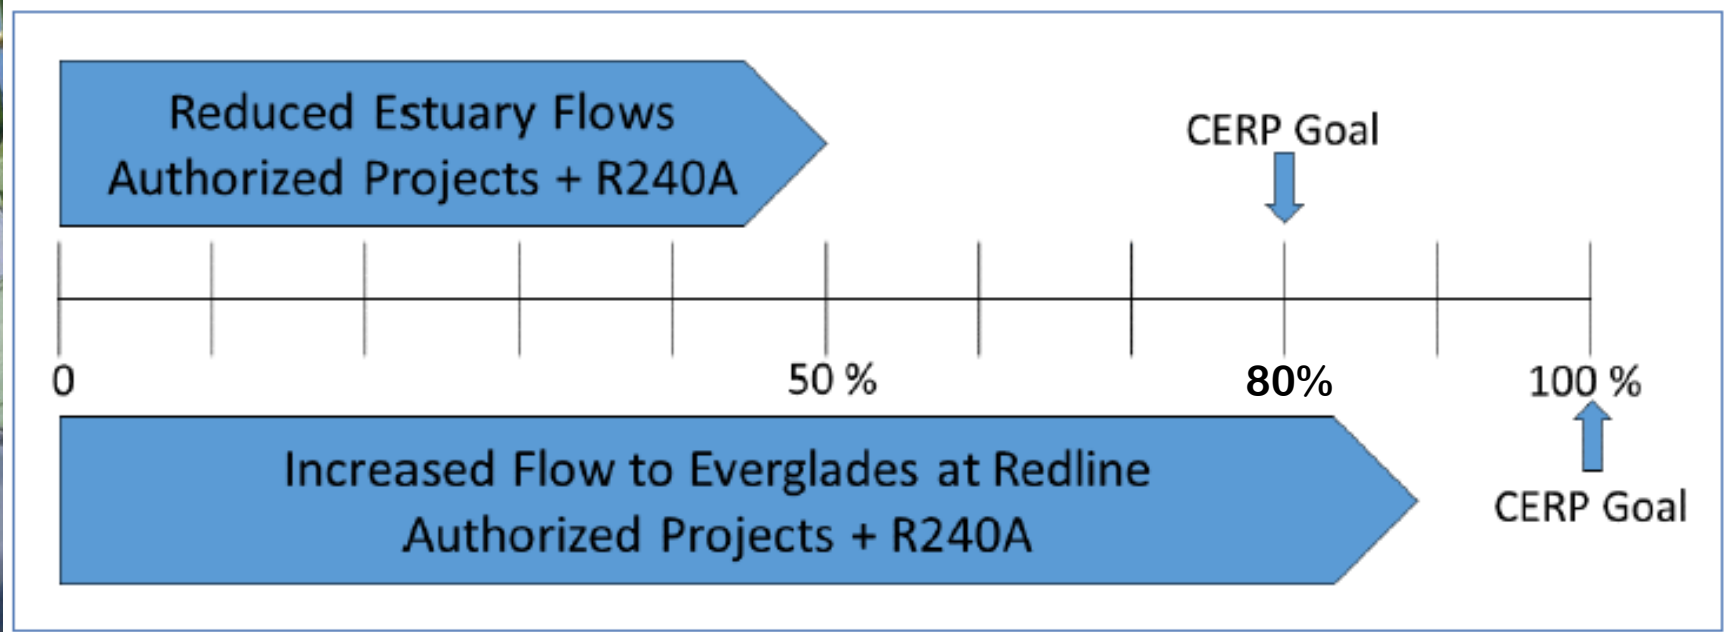 Reduced Estuary Flows
Authorized Projects + R240A
CERP Goal
0
50 %
80%
100 %
Increased Flow to Everglades at Redline
Authorized Projects + R240A
CERP Goal